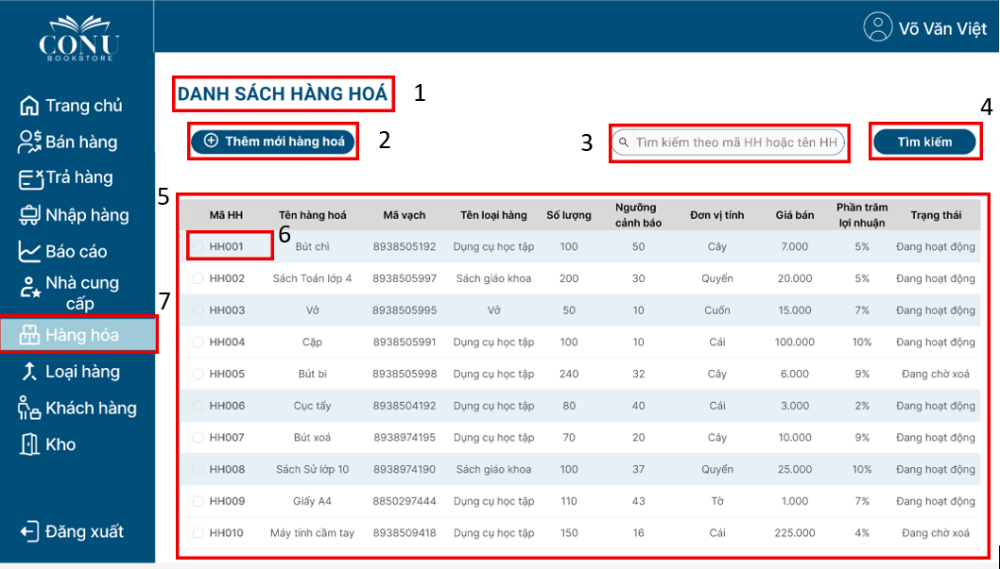 CONU
BOOKSTORE
Võ Văn Việt
Trang chủ
Bán hàng
Trả hàng
Nhập hàng
Báo cáo
Nhà cung
cấp
Hàng hóa
Loại hàng
Khách hàng
Kho
Đăng xuất
DANH SÁCH HÀNG HOÁ 1
Thêm mới hàng hoá 2
3 Tìm kiếm theo mã HH hoặc tên HH
Tìm kiếm 4
5
6
7
Mã HH Tên hàng hoá Mã vạch Tên loại hàng Số lượng Ngưỡng cảnh báo Đơn vị tính Giá bán Phần trăm lợi nhuận Trạng thái
HH001 Bút chì 8938505192 Dụng cụ học tập 100 50 Cây 7.000 5% Đang hoạt động
HH002 Sách Toán lớp 4 8938505997 Sách giáo khoa 200 30 Quyển 20.000 5% Đang hoạt động
HH003 Vở 8938505995 Vở 50 10 Cuốn 15.000 7% Đang hoạt động
HH004 Cặp 8938505991 Dụng cụ học tập 100 10 Cái 100.000 10% Đang hoạt động
HH005 Bút bi 8938505998 Dụng cụ học tập 240 32 Cây 6.000 9% Đang chờ xoá
HH006 Cục tẩy 8938504192 Dụng cụ học tập 80 40 Cái 3.000 2% Đang hoạt động
HH007 Bút xoá 8938974195 Dụng cụ học tập 70 20 Cây 10.000 9% Đang hoạt động
HH008 Sách Sử lớp 10 8938974190 Sách giáo khoa 100 37 Quyển 25.000 10% Đang hoạt động
HH009 Giấy A4 8850297444 Dụng cụ học tập 110 43 Tờ 1.000 7% Đang hoạt động
HH010 Máy tính cầm tay 8938509418 Dụng cụ học tập 150 16 Cái 225.000 4% Đang chờ xoá